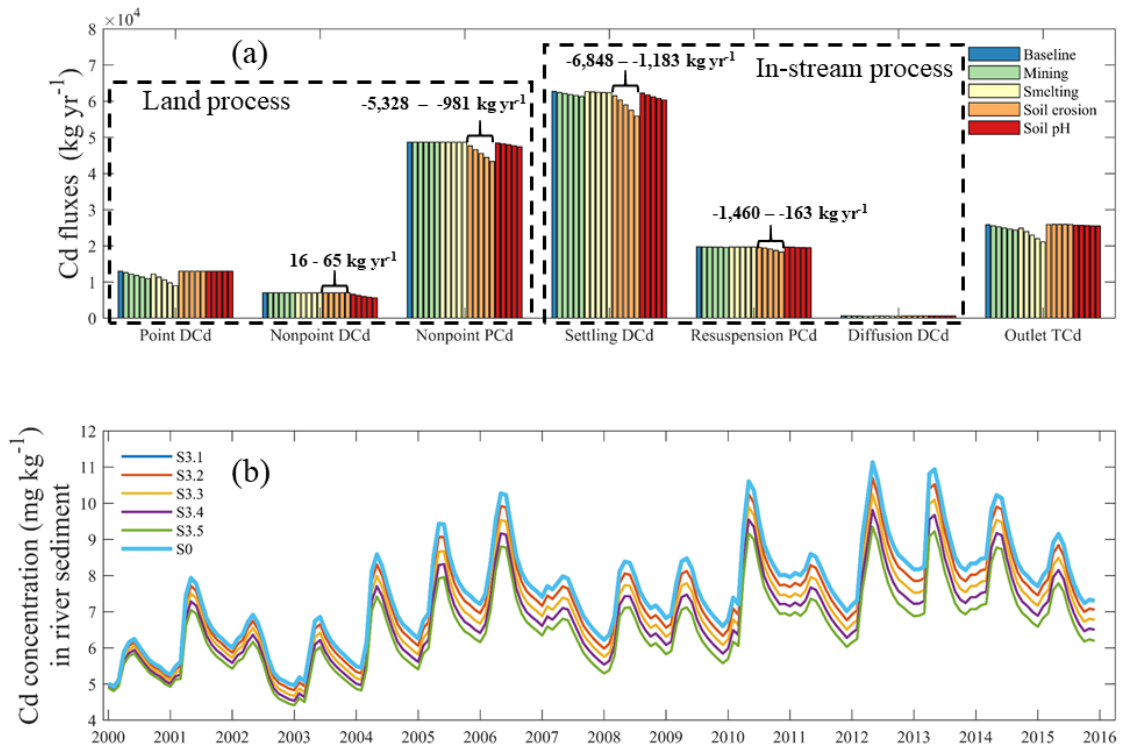 ×10⁴
8
7
6
5
4
3
2
1
0
Cd fluxes (kg yr⁻¹)
(a)
Land process
-5,328 – -981 kg yr⁻¹
16 - 65 kg yr⁻¹
-6,848 – -1,183 kg yr⁻¹
In-stream process
-1,460 – -163 kg yr⁻¹
Baseline
Mining
Smelting
Soil erosion
Soil pH
Point DCd Nonpoint DCd Nonpoint PCd Settling DCd Resuspension PCd Diffusion DCd Outlet TCd
12
11
10
9
8
7
6
5
4
Cd concentration (mg kg⁻¹)
in river sediment
(b)
S3.1
S3.2
S3.3
S3.4
S3.5
S0
2000 2001 2002 2003 2004 2005 2006 2007 2008 2009 2010 2011 2012 2013 2014 2015 2016